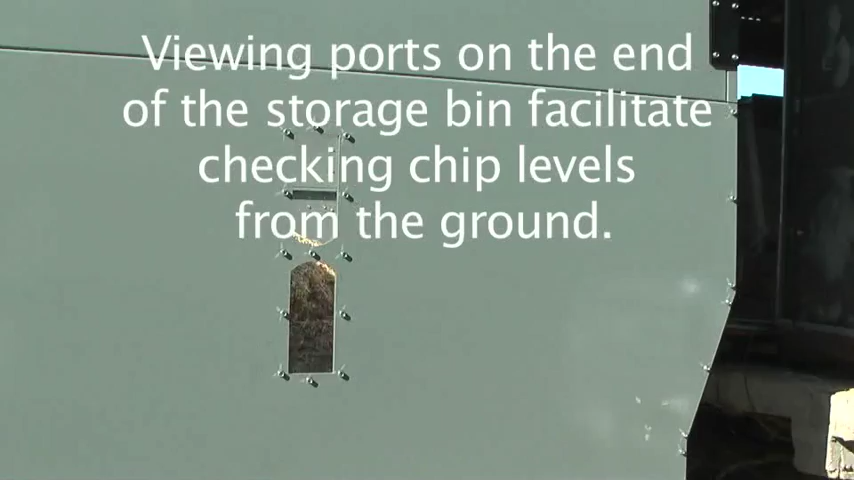 Viewing ports on the end
of the storage bin facilitate
checking chip levels
from the ground.